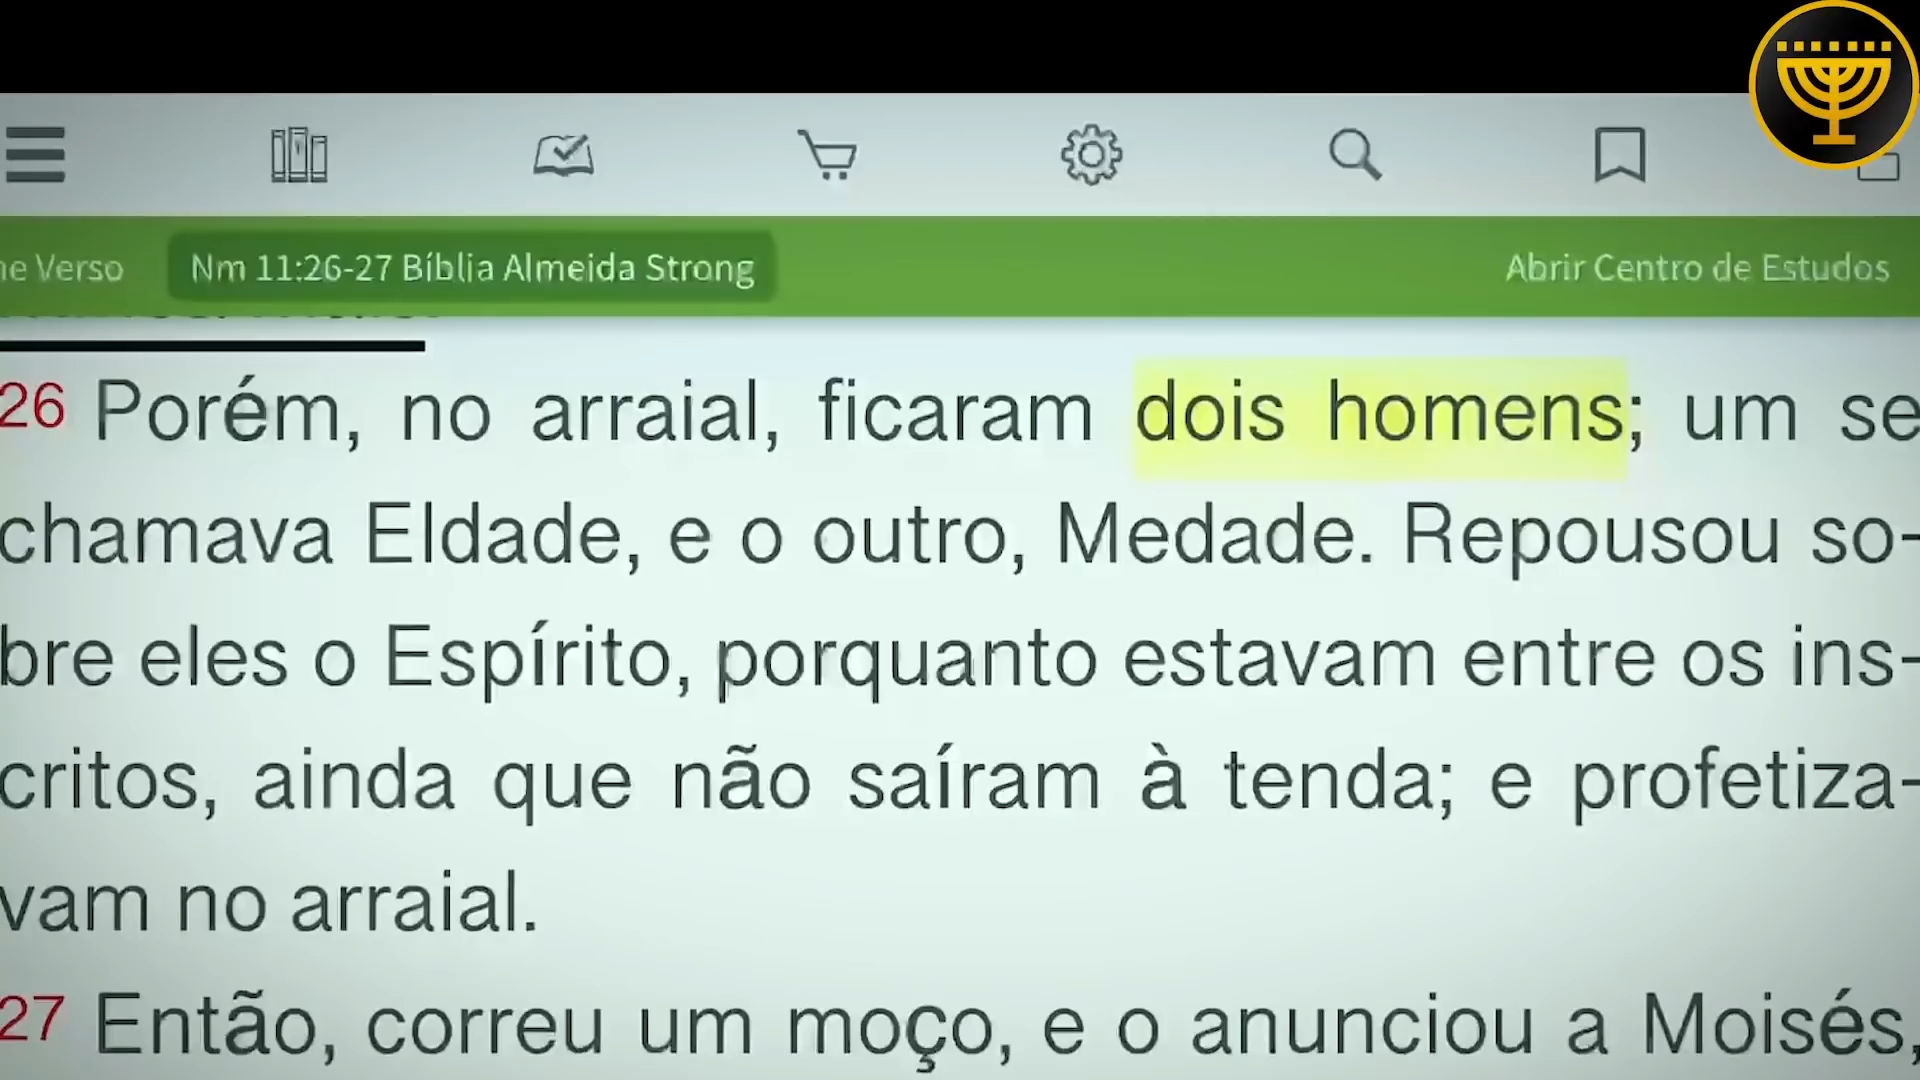 Verso
Nm 11:26-27 Bíblia Almeida Strong
Abrir Centro de Estudos
26 Porém, no arraial, ficaram dois homens; um se
chamava Eldade, e o outro, Medade. Repousou so-
bre eles o Espírito, porquanto estavam entre os ins-
critos, ainda que não saíram à tenda; e profetiza-
vam no arraial.
27 Então, correu um moço, e o anunciou a Moisés,